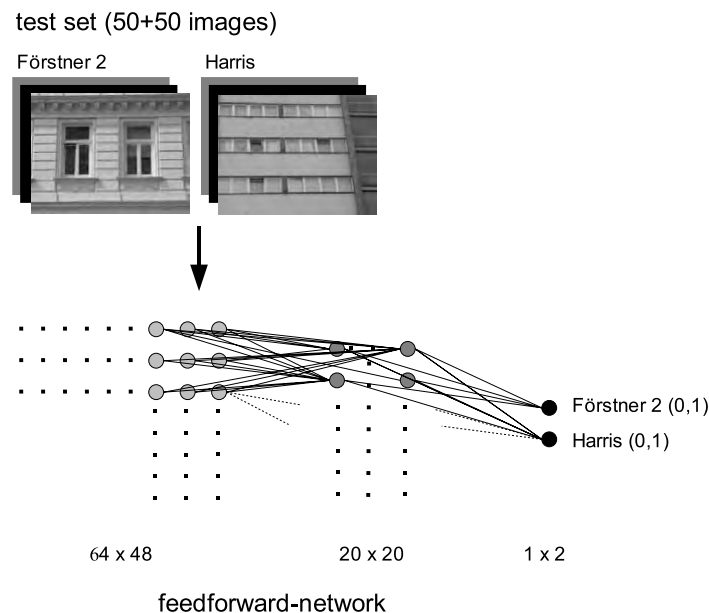 test set (50+50 images)
Förstner 2
Harris
Förstner 2 (0,1)
Harris (0,1)
64 x 48
20 x 20
1 x 2
feedforward-network